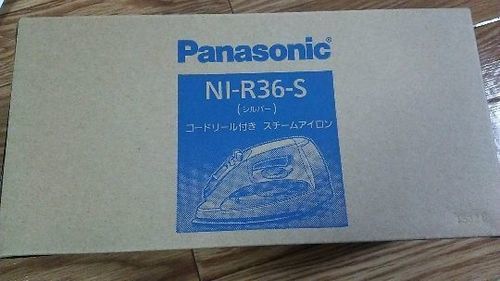 Panasonic®
NI-R36-S
(シルバー)
コードリール付き スチームアイロン